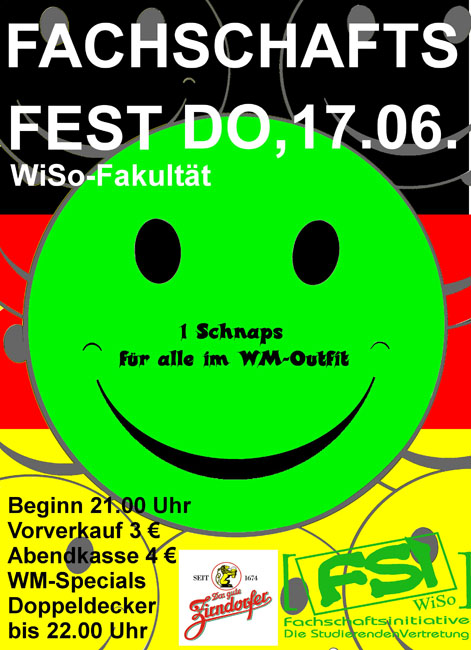 FACHSCHAFTS
FEST DO,17.06.
WiSo-Fakultät
1 Schnaps
für alle im WM-Outfit
Beginn 21.00 Uhr
Vorverkauf 3 €
Abendkasse 4 €
WM-Specials
Doppeldecker
bis 22.00 Uhr
SEIT 1674
Das gute
Zirndorfer
[FSI]
WiSo
Fachschaftsinitiative
Die StudierendenVertretung